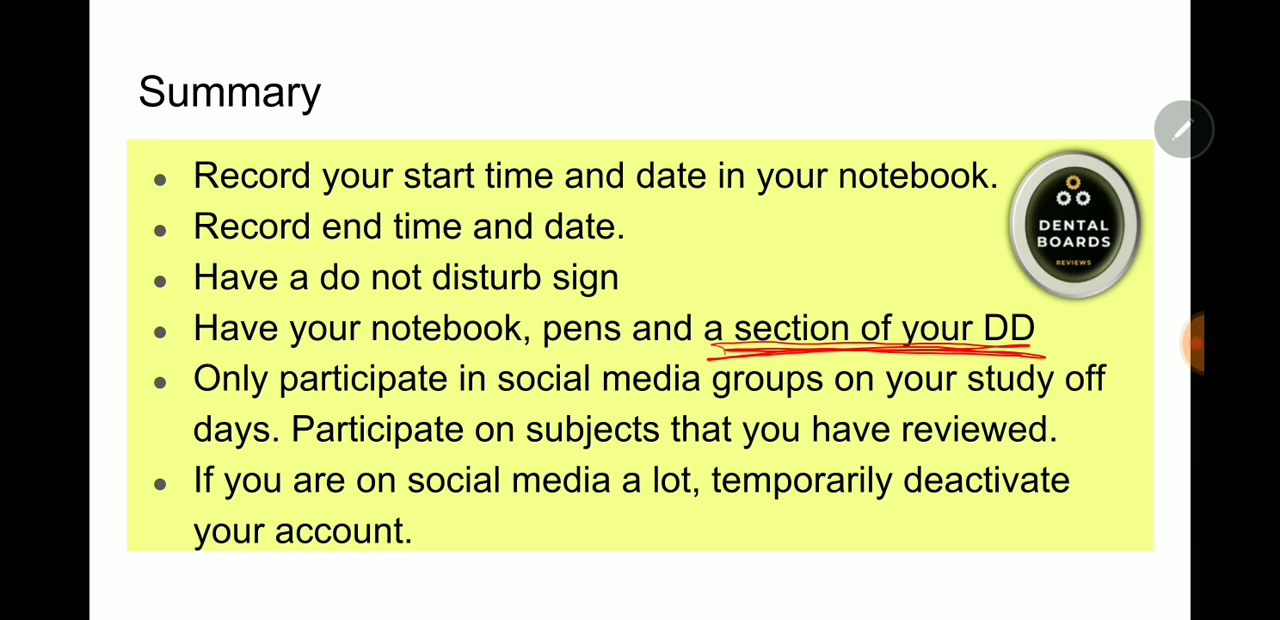 Summary
Record your start time and date in your notebook.
Record end time and date.
Have a do not disturb sign
Have your notebook, pens and a section of your DD
Only participate in social media groups on your study off
days. Participate on subjects that you have reviewed.
If you are on social media a lot, temporarily deactivate
your account.
DENTAL
BOARDS
REVIEWS